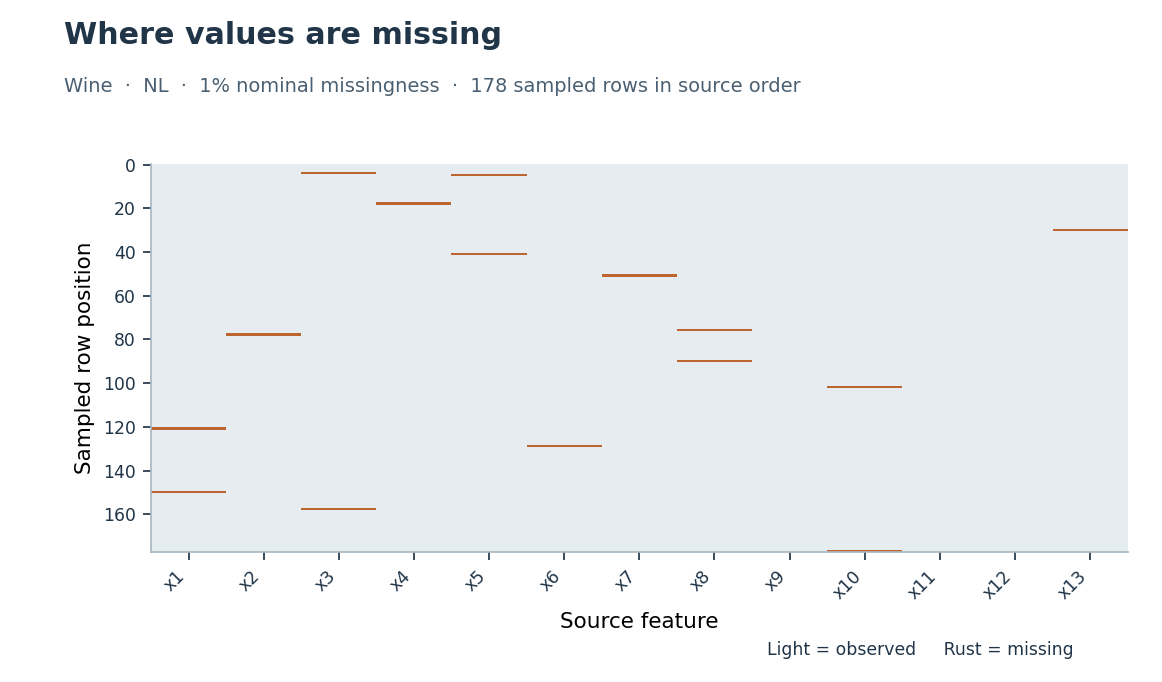 Where values are missing
Wine · NL · 1% nominal missingness · 178 sampled rows in source order
0
20
40
60
80
100
120
140
160
Sampled row position
x1 x2 x3 x4 x5 x6 x7 x8 x9 x10 x11 x12 x13
Source feature
Light = observed Rust = missing